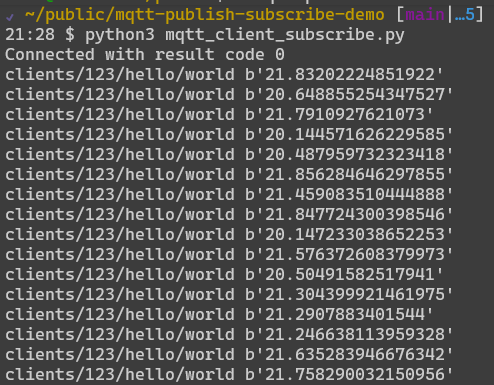 ✔ ~/public/mqtt-publish-subscribe-demo [main|…5]
21:28 $ python3 mqtt_client_subscribe.py
Connected with result code 0
clients/123/hello/world b'21.83202224851922'
clients/123/hello/world b'20.648855254347527'
clients/123/hello/world b'21.7910927621073'
clients/123/hello/world b'20.144571626229585'
clients/123/hello/world b'20.487959732323418'
clients/123/hello/world b'21.856284646297855'
clients/123/hello/world b'21.459083510444888'
clients/123/hello/world b'21.847724300398546'
clients/123/hello/world b'20.147233038652253'
clients/123/hello/world b'21.576372608379973'
clients/123/hello/world b'20.50491582517941'
clients/123/hello/world b'21.304399921461975'
clients/123/hello/world b'21.2907883401544'
clients/123/hello/world b'21.246638113959328'
clients/123/hello/world b'21.635283946676342'
clients/123/hello/world b'21.758290032150956'